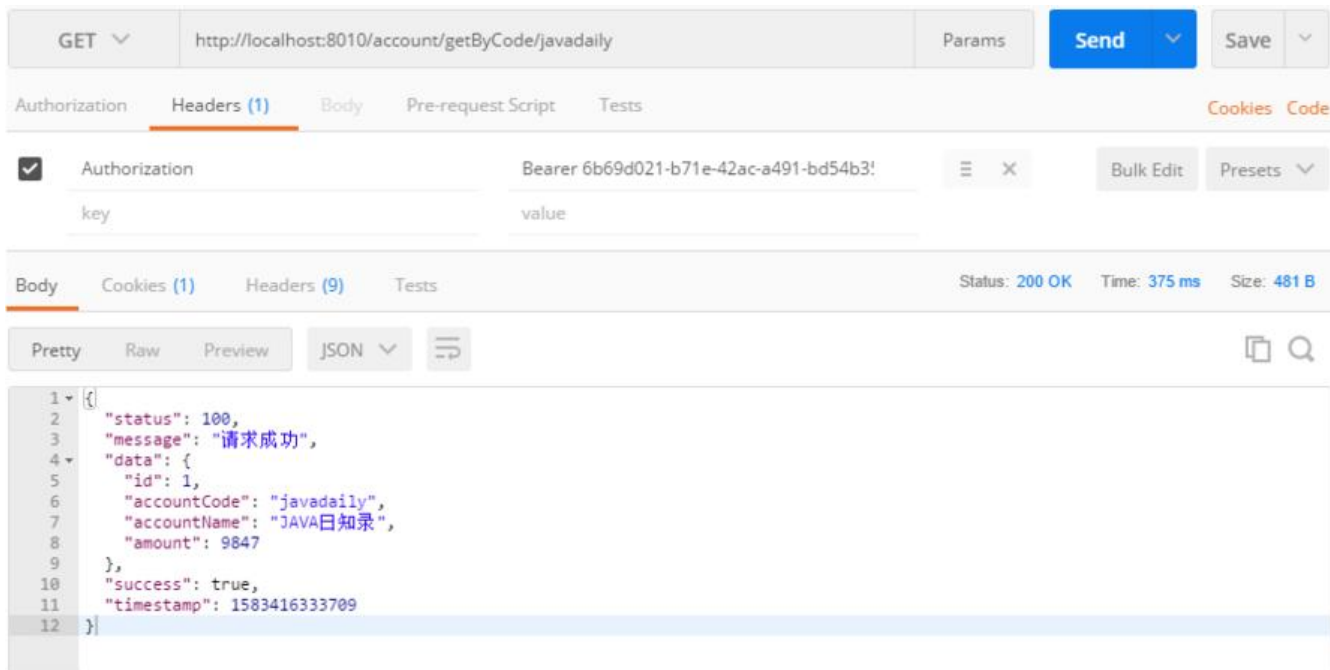 GET http://localhost:8010/account/getByCode/javadaily Params Send Save
Authorization Headers (1) Body Pre-request Script Tests Cookies Code
Authorization Bearer 6b69d021-b71e-42ac-a491-bd54b3 Bulk Edit Presets
key value
Body Cookies (1) Headers (9) Tests Status: 200 OK Time: 375 ms Size: 481 B
Pretty Raw Preview JSON
1 {
2 "status": 100,
3 "message": "请求成功",
4 "data": {
5 "id": 1,
6 "accountCode": "javadaily",
7 "accountName": "JAVA日知录",
8 "amount": 9847
9 },
10 "success": true,
11 "timestamp": 1583416333709
12 }